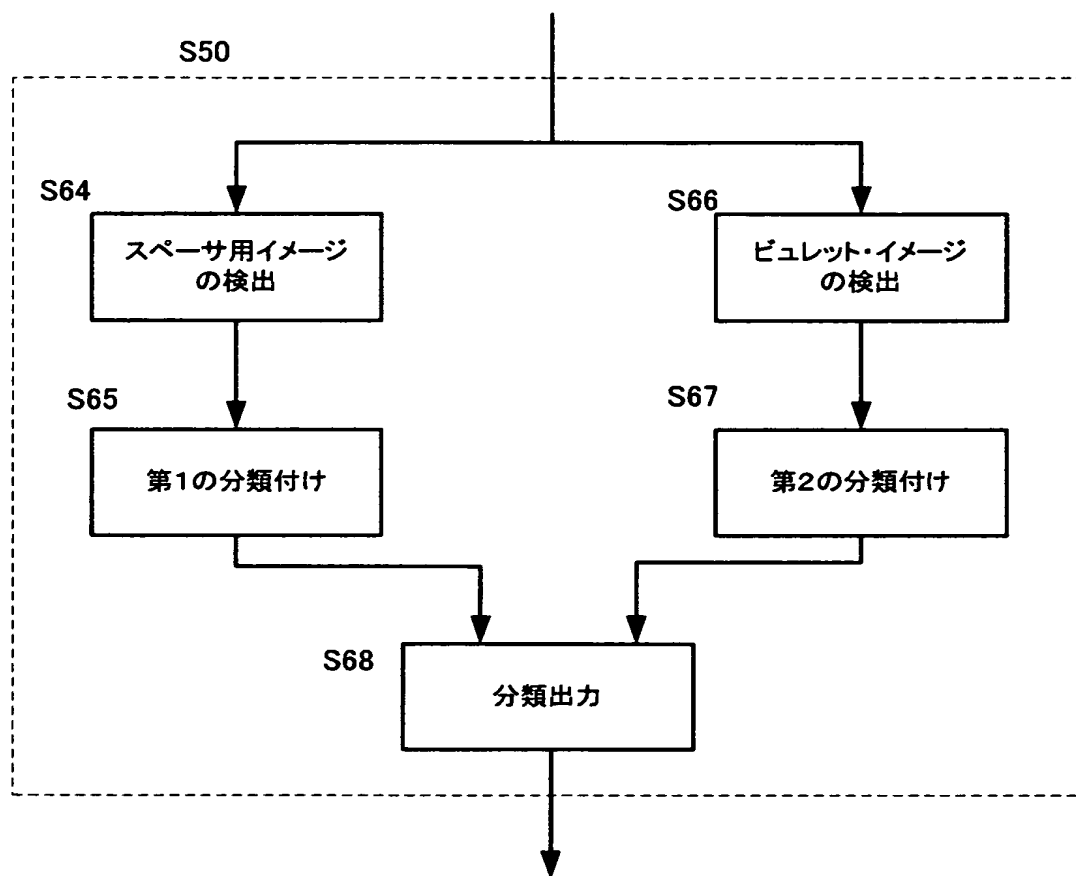 S50
S64
スペーサ用イメージ
の検出
S66
ビュレット・イメージ
の検出
S65
第1の分類付け
S67
第2の分類付け
S68
分類出力